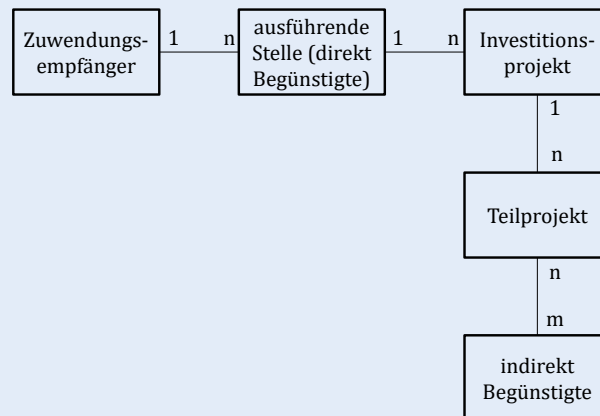 Zuwendungs-
empfänger
1
n
ausführende
Stelle (direkt
Begünstigte)
1
n
Investitions-
projekt
1
n
Teilprojekt
n
m
indirekt
Begünstigte